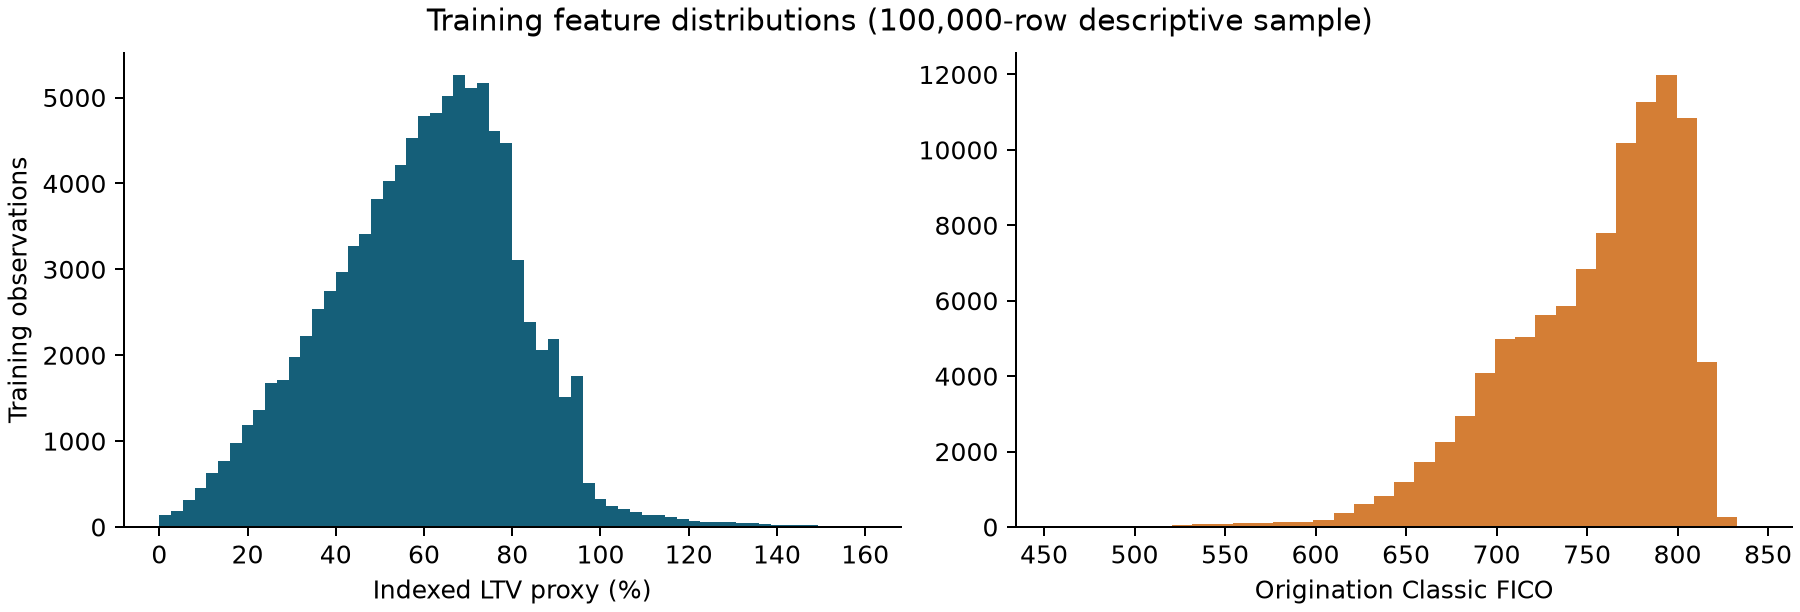 Training feature distributions (100,000-row descriptive sample)
Training observations
5000
4000
3000
2000
1000
0
0 20 40 60 80 100 120 140 160
Indexed LTV proxy (%)
12000
10000
8000
6000
4000
2000
0
450 500 550 600 650 700 750 800 850
Origination Classic FICO